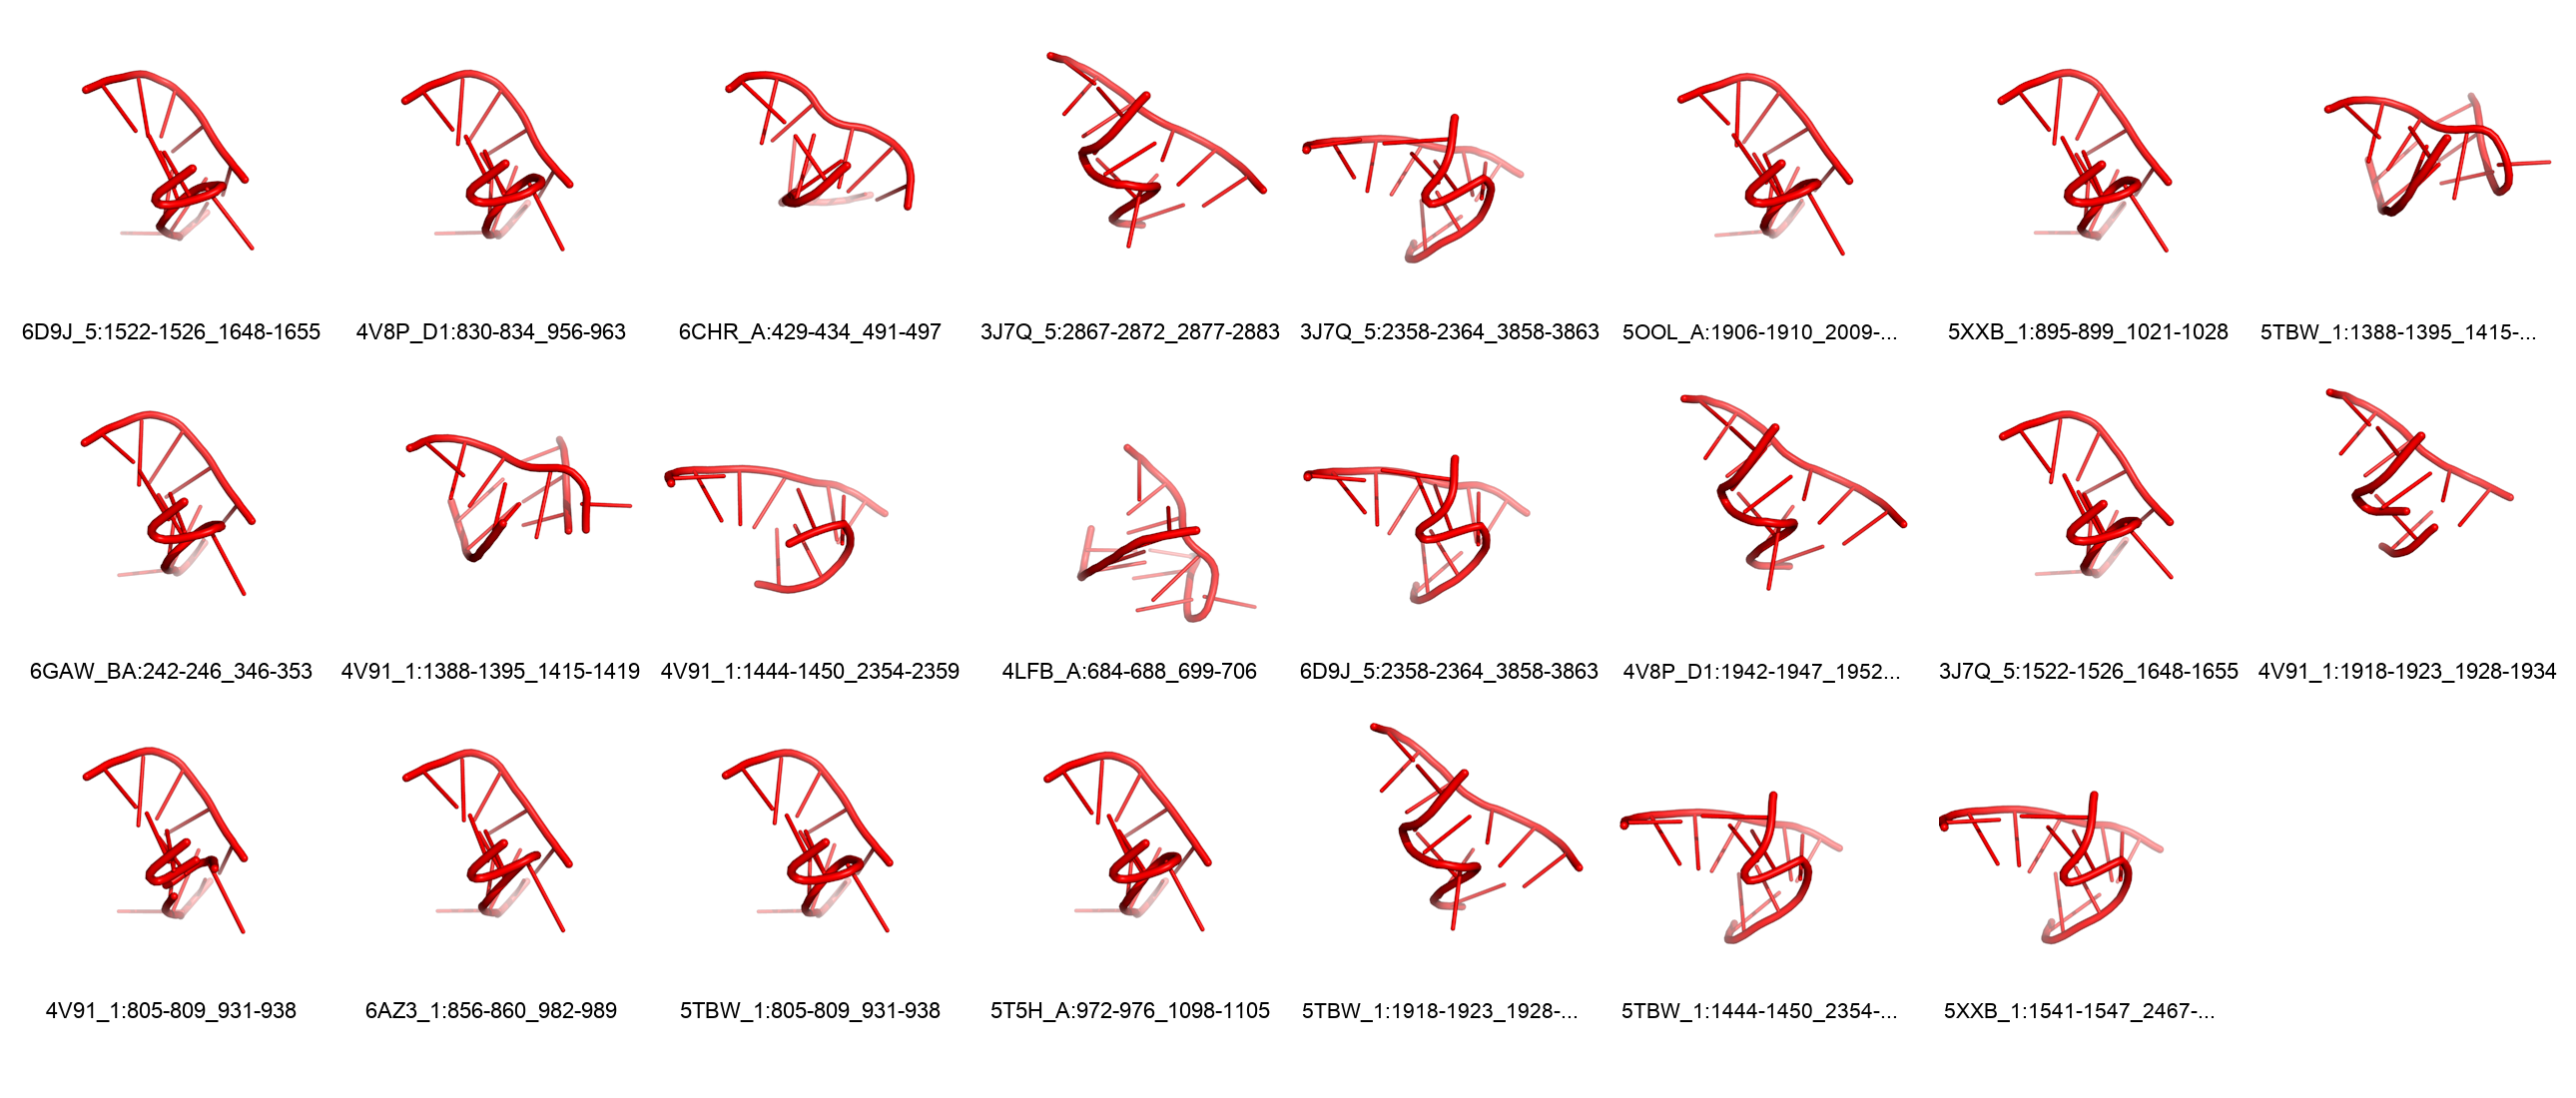 6D9J_5:1522-1526_1648-1655 4V8P_D1:830-834_956-963 6CHR_A:429-434_491-497 3J7Q_5:2867-2872_2877-2883 3J7Q_5:2358-2364_3858-3863 5OOL_A:1906-1910_2009-... 5XXB_1:895-899_1021-1028 5TBW_1:1388-1395_1415-...
6GAW_BA:242-246_346-353 4V91_1:1388-1395_1415-1419 4V91_1:1444-1450_2354-2359 4LFB_A:684-688_699-706 6D9J_5:2358-2364_3858-3863 4V8P_D1:1942-1947_1952... 3J7Q_5:1522-1526_1648-1655 4V91_1:1918-1923_1928-1934
4V91_1:805-809_931-938 6AZ3_1:856-860_982-989 5TBW_1:805-809_931-938 5T5H_A:972-976_1098-1105 5TBW_1:1918-1923_1928-... 5TBW_1:1444-1450_2354-... 5XXB_1:1541-1547_2467-...